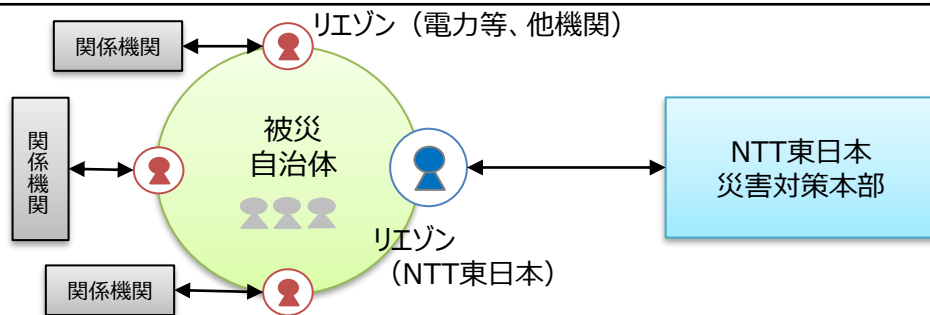 リエゾン（電力等、他機関）
関係機関
関係機関
被災
自治体
NTT東日本
災害対策本部
リエゾン
（NTT東日本）
関係機関